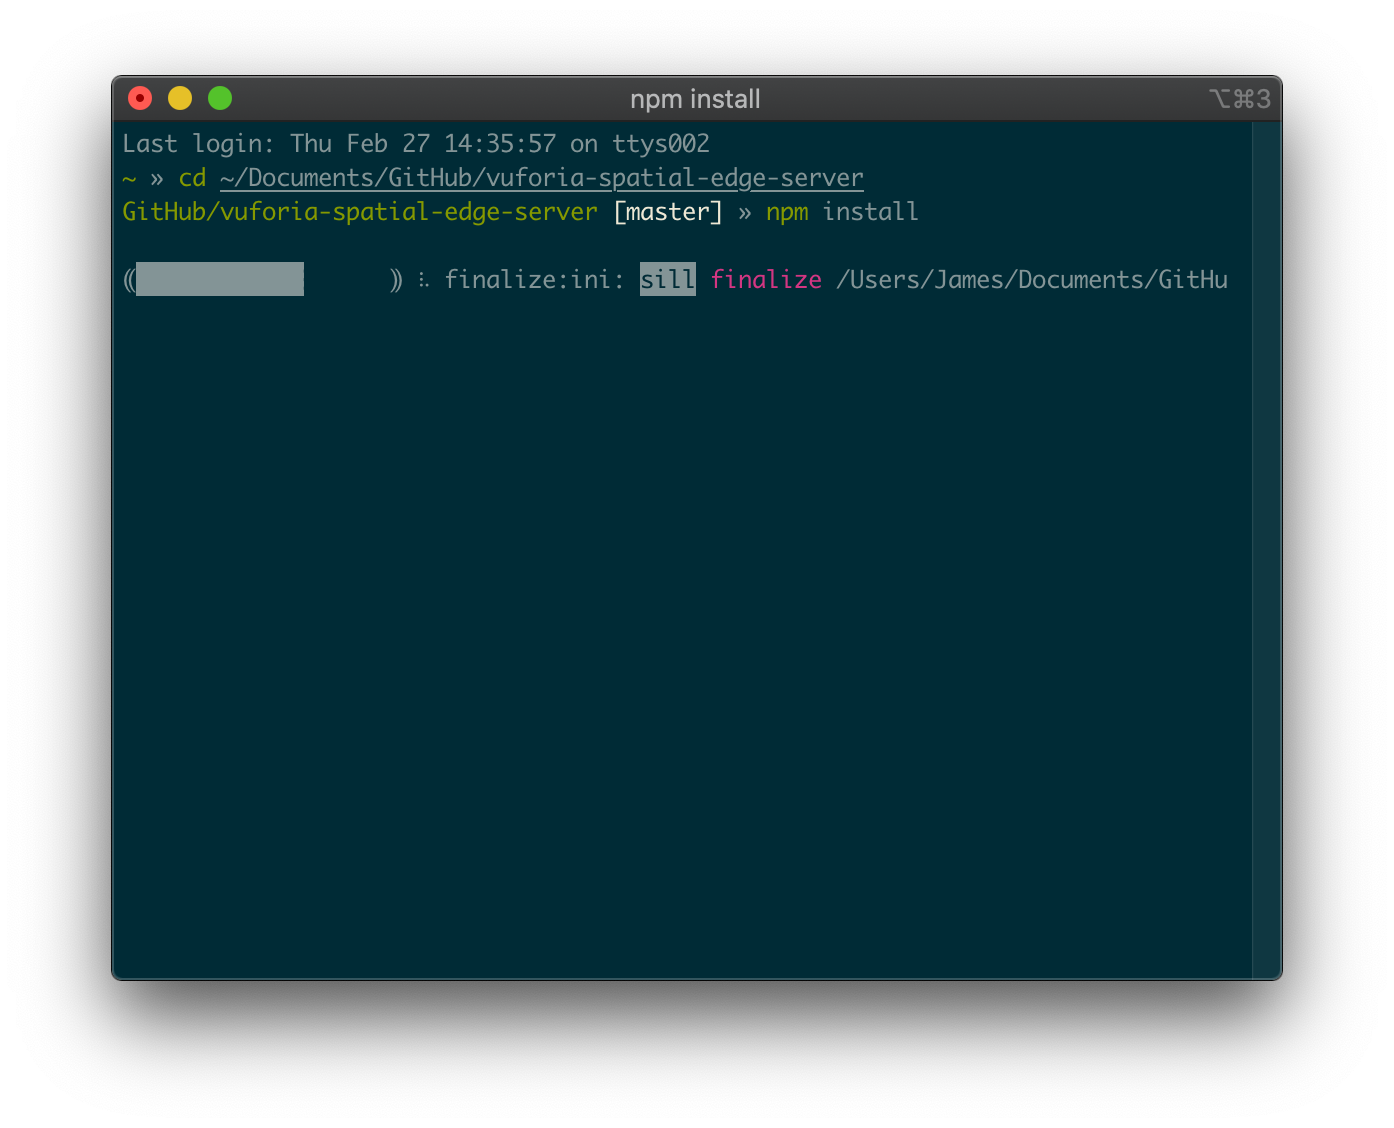 npm install
⌥⌘3
Last login: Thu Feb 27 14:35:57 on ttys002
~ » cd ~/Documents/GitHub/vuforia-spatial-edge-server
GitHub/vuforia-spatial-edge-server [master] » npm install
⸨            ⸩ ⠦ finalize:ini: sill finalize /Users/James/Documents/GitHu